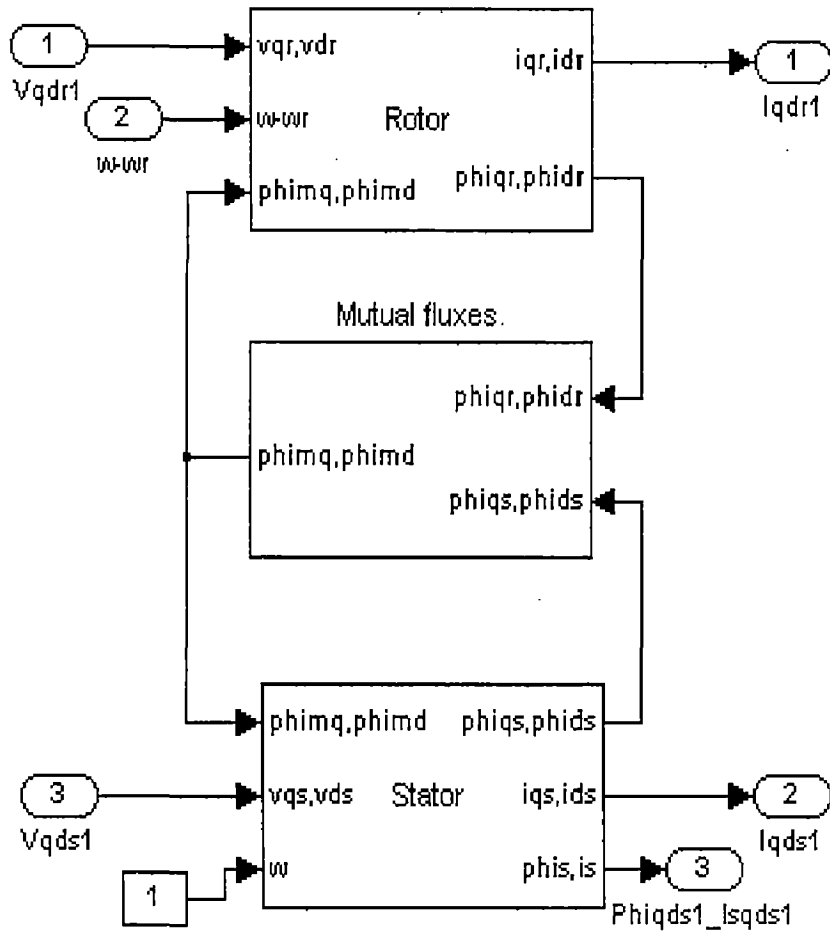 1
Vqdr1
2
w-wr
vqr,vdr
w-wr
phimq,phimd
Rotor
iqr,idr
phiqr,phidr
1
Iqdr1
Mutual fluxes.
phiqr,phidr
phimq,phimd
phiqs,phids
phimq,phimd
vqs,vds
w
Stator
phiqs,phids
iqs,ids
phis,is
3
Vqds1
1
2
Iqds1
3
Phiqds1_Isqds1